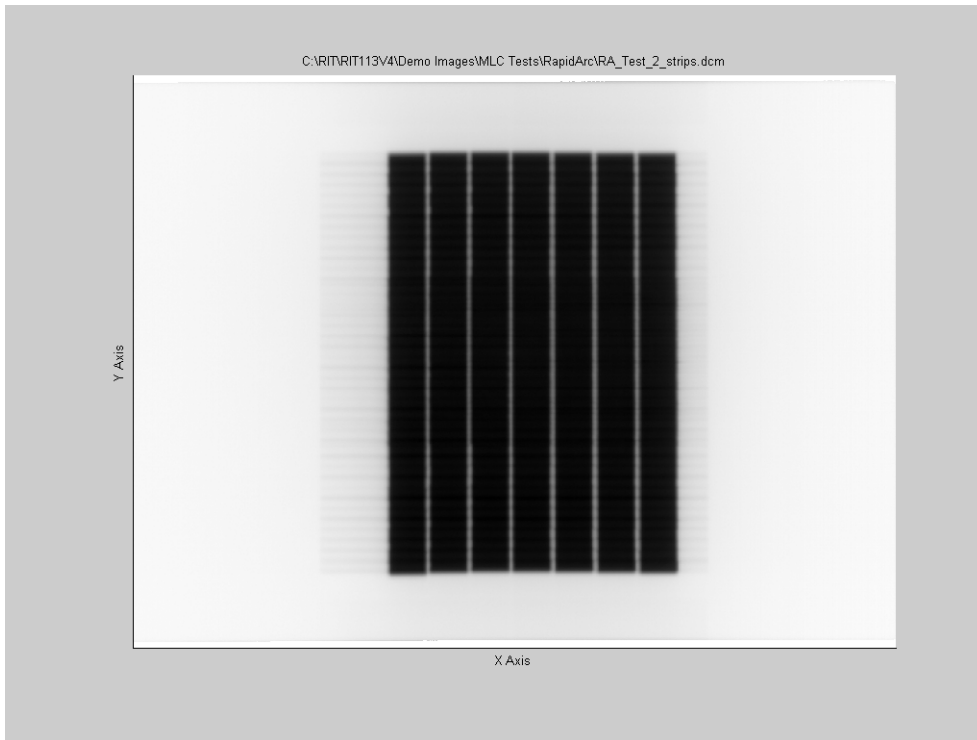 C:\RIT\RIT113V4\Demo Images\MLC Tests\RapidArc\RA_Test_2_strips.dcm
Y Axis
X Axis